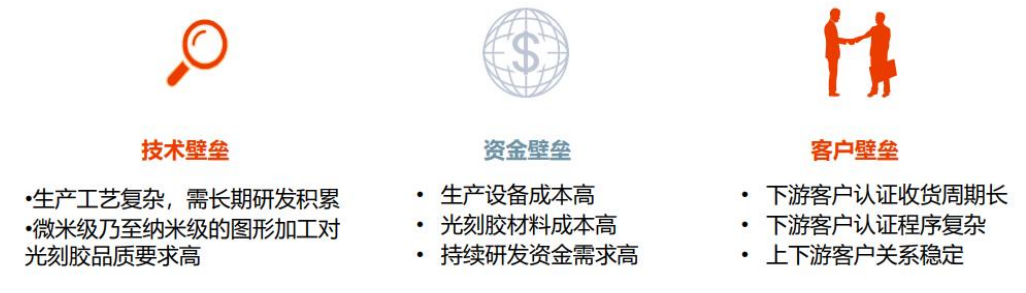 $
技术壁垒
•生产工艺复杂，需长期研发积累
•微米级乃至纳米级的图形加工对
光刻胶品质要求高
资金壁垒
• 生产设备成本高
• 光刻胶材料成本高
• 持续研发资金需求高
客户壁垒
• 下游客户认证收货周期长
• 下游客户认证程序复杂
• 上下游客户关系稳定